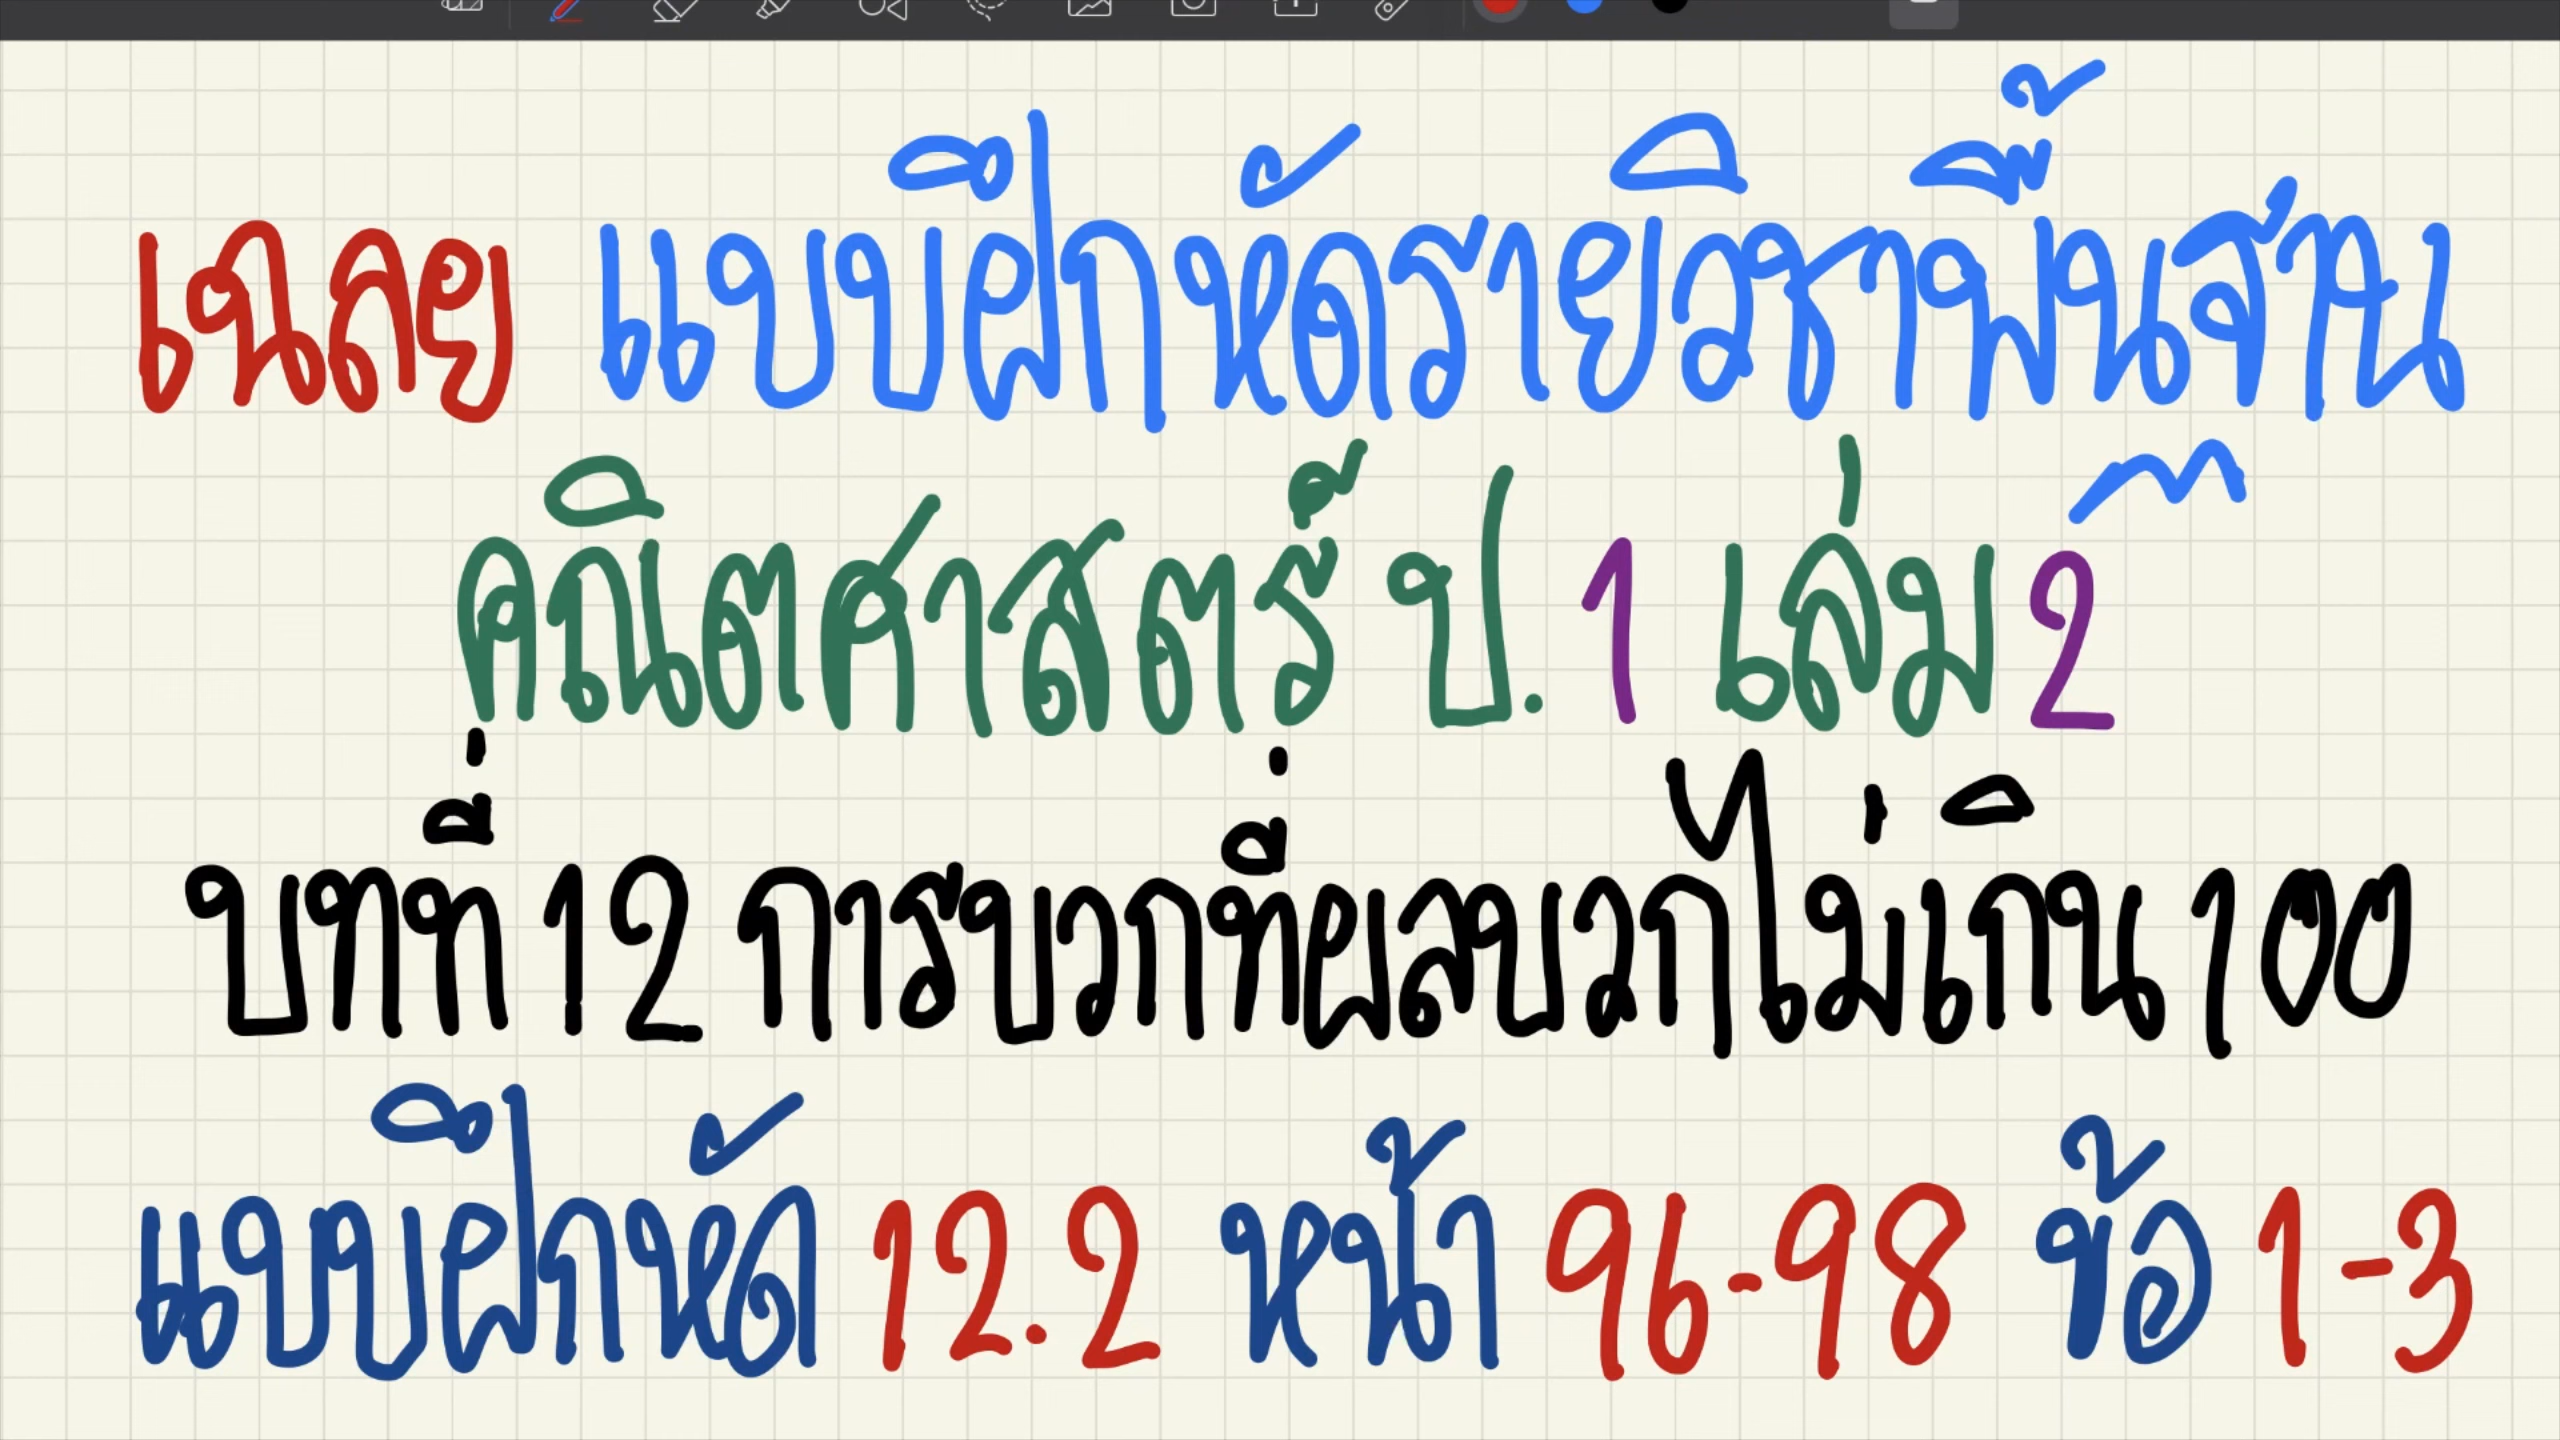 เฉลย แบบฝึกหัดรายวิชาพื้นฐาน
คณิตศาสตร์ ป. 1 เล่ม 2
บทที่ 12 การบวกที่ผลบวกไม่เกิน 100
แบบฝึกหัด 12.2 หน้า 96-98 ข้อ 1-3